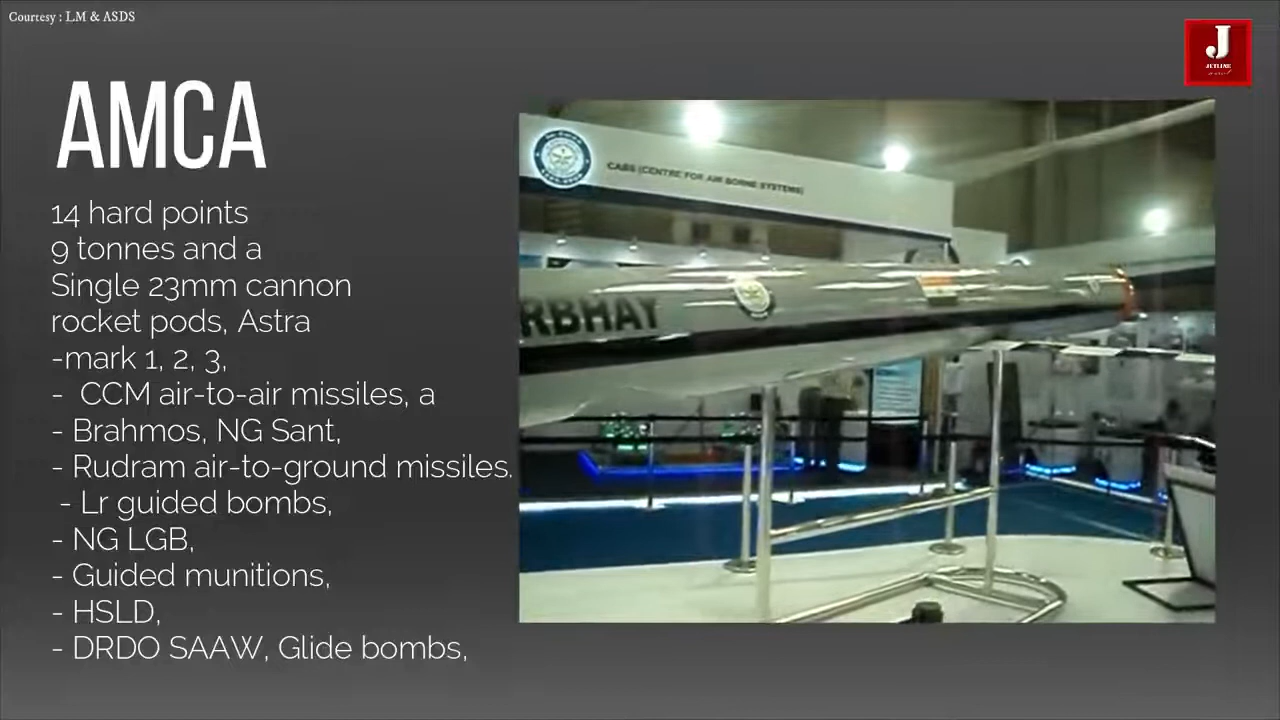 Courtesy : LM & ASDS
J
JETLINE
AMCA
14 hard points
9 tonnes and a
Single 23mm cannon
rocket pods, Astra
-mark 1, 2, 3,
- CCM air-to-air missiles, a
- Brahmos, NG Sant,
- Rudram air-to-ground missiles.
- Lr guided bombs,
- NG LGB,
- Guided munitions,
- HSLD,
- DRDO SAAW, Glide bombs,
CABS (CENTRE FOR AIR BORNE SYSTEMS)
RBHAY